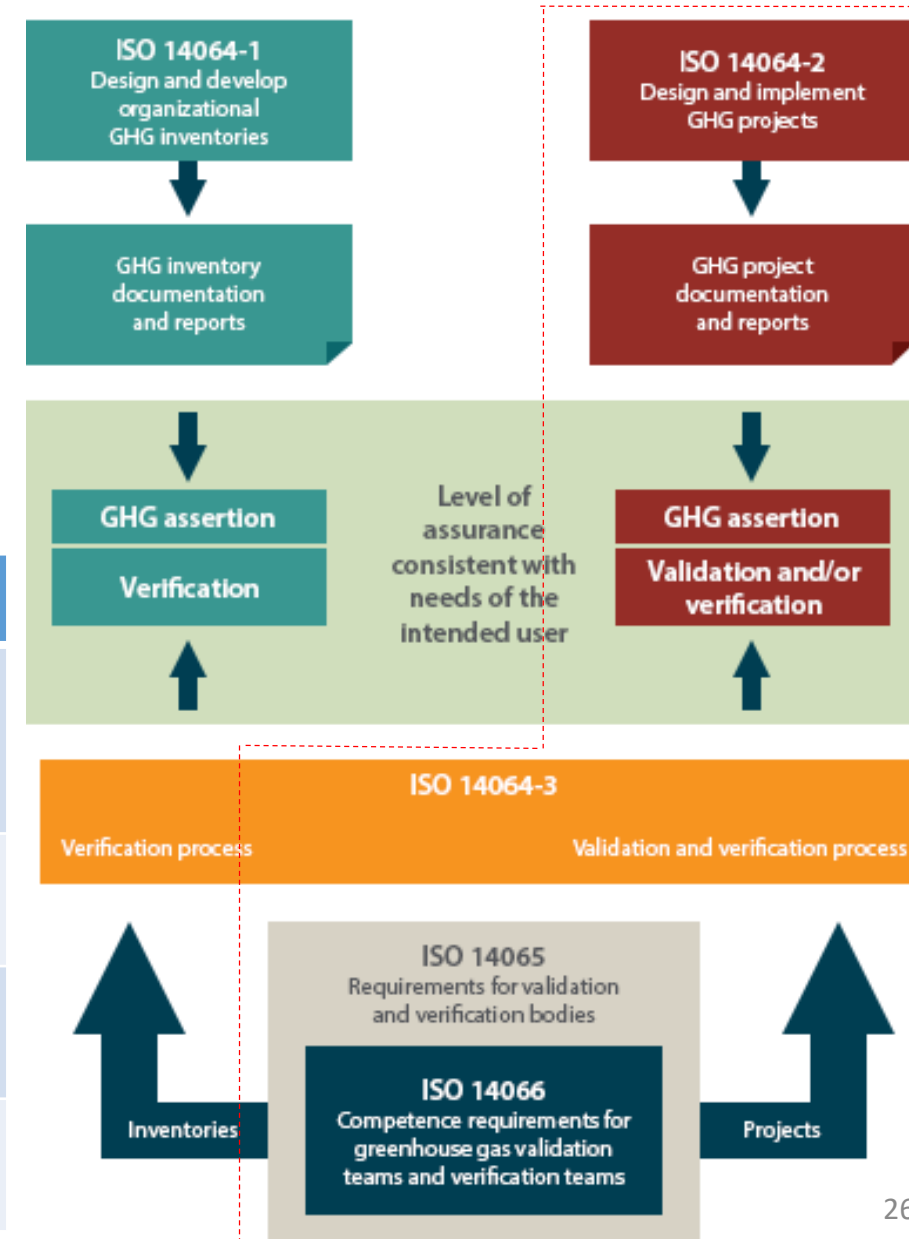 ISO 14064-1
Design and develop
organizational
GHG inventories
ISO 14064-2
Design and implement
GHG projects
GHG inventory
documentation
and reports
GHG project
documentation
and reports
GHG assertion
Verification
Level of
assurance
consistent with
needs of the
intended user
GHG assertion
Validation and/or
verification
ISO 14064-3
Verification process
Validation and verification process
ISO 14065
Requirements for validation
and verification bodies
ISO 14066
Competence requirements for
greenhouse gas validation
teams and verification teams
Inventories
Projects
26